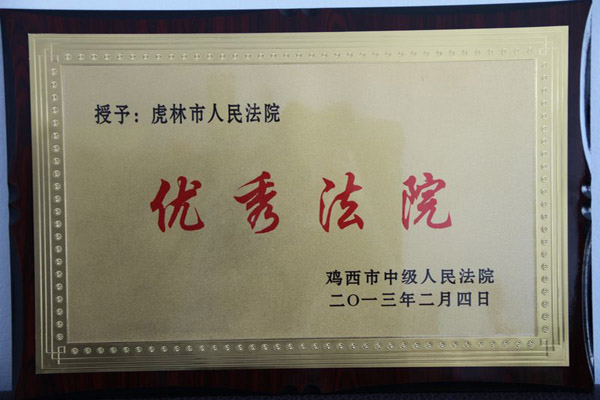 授予：虎林市人民法院
优秀法院
鸡西市中级人民法院
二〇一三年二月四日